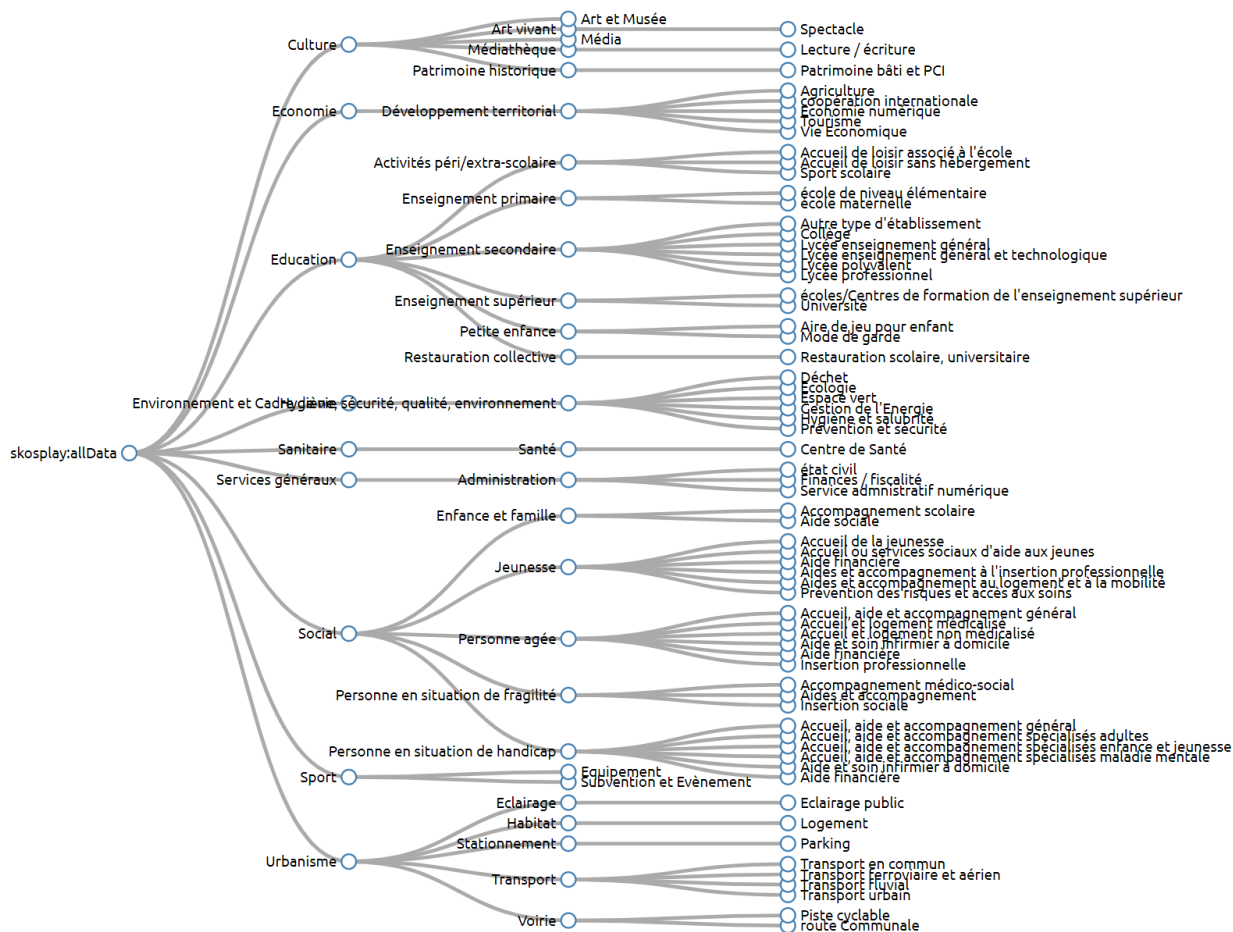 skosplay:allData
Culture
Art et Musée
Art vivant
Spectacle
Média
Médiathèque
Lecture / écriture
Patrimoine historique
Patrimoine bâti et PCI
Economie
Développement territorial
Agriculture
coopération internationale
Economie numérique
Tourisme
Vie Economique
Education
Activités péri/extra-scolaire
Accueil de loisir associé à l'école
Accueil de loisir sans hébergement
Sport scolaire
Enseignement primaire
école de niveau élémentaire
école maternelle
Enseignement secondaire
Autre type d'établissement
Collège
Lycée enseignement général
Lycée enseignement général et technologique
Lycée polyvalent
Lycée professionnel
Enseignement supérieur
écoles/Centres de formation de l'enseignement supérieur
Université
Petite enfance
Aire de jeu pour enfant
Mode de garde
Restauration collective
Restauration scolaire, universitaire
Environnement et Cadre de vie
Hygiène, sécurité, qualité, environnement
Déchet
Ecologie
Espace vert
Gestion de l'Energie
Hygiène et salubrité
Prévention et sécurité
Sanitaire
Santé
Centre de Santé
Services généraux
Administration
état civil
Finances / fiscalité
Service admnistratif numérique
Social
Enfance et famille
Accompagnement scolaire
Aide sociale
Jeunesse
Accueil de la jeunesse
Accueil ou services sociaux d'aide aux jeunes
Aide financière
Aides et accompagnement à l'insertion professionnelle
Aides et accompagnement au logement et à la mobilité
Prévention des risques et accès aux soins
Personne agée
Accueil, aide et accompagnement général
Accueil et logement médicalisé
Accueil et logement non médicalisé
Aide et soin infirmier à domicile
Aide financière
Insertion professionnelle
Personne en situation de fragilité
Accompagnement médico-social
Aides et accompagnement
Insertion sociale
Personne en situation de handicap
Accueil, aide et accompagnement général
Accueil, aide et accompagnement spécialisés adultes
Accueil, aide et accompagnement spécialisés enfance et jeunesse
Accueil, aide et accompagnement spécialisés maladie mentale
Aide et soin infirmier à domicile
Aide financière
Sport
Equipement
Subvention et Evènement
Urbanisme
Eclairage
Eclairage public
Habitat
Logement
Stationnement
Parking
Transport
Transport en commun
Transport ferroviaire et aérien
Transport fluvial
Transport urbain
Voirie
Piste cyclable
route Communale